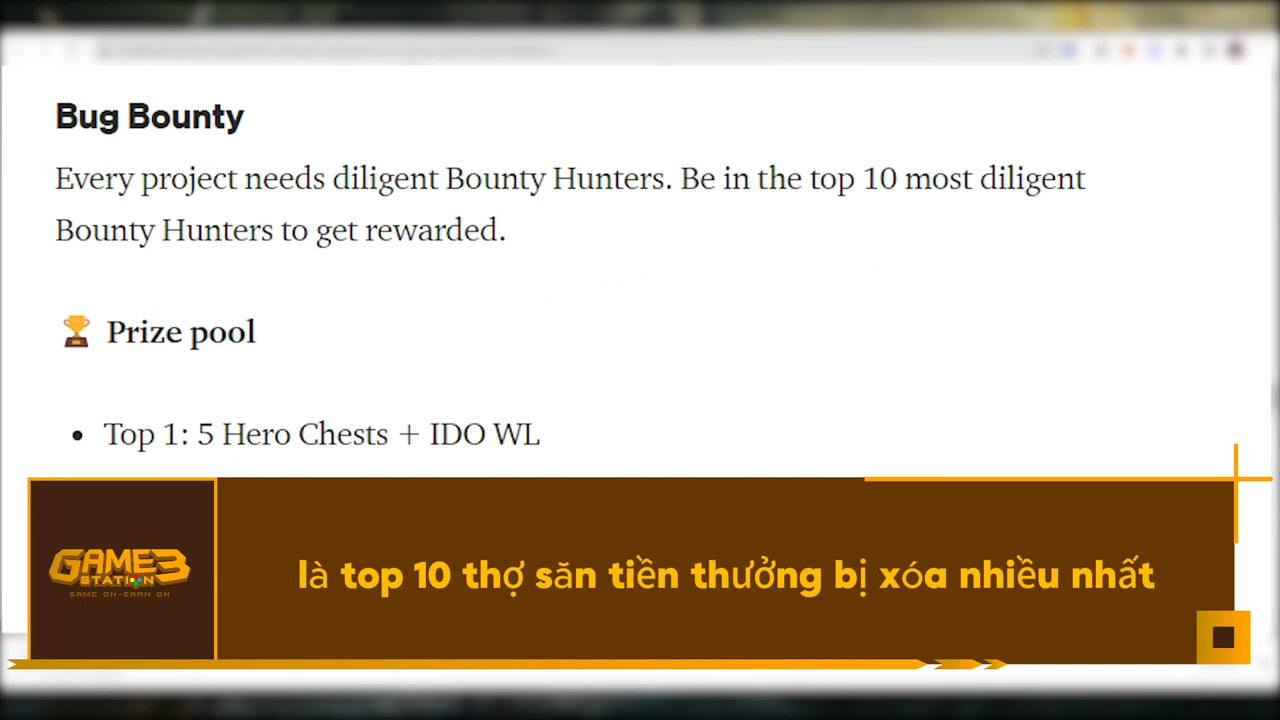 Bug Bounty
Every project needs diligent Bounty Hunters. Be in the top 10 most diligent
Bounty Hunters to get rewarded.
🏆 Prize pool
• Top 1: 5 Hero Chests + IDO WL
GAME3
STATION
GAME ON-EARN ON
là top 10 thợ săn tiền thưởng bị xóa nhiều nhất